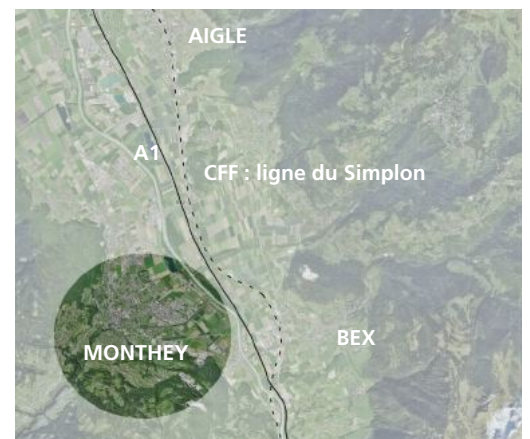 AIGLE
A1
CFF : ligne du Simplon
BEX
MONTHEY